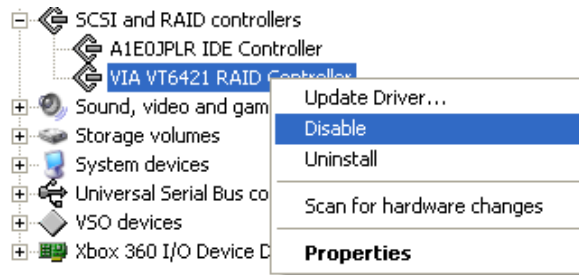 SCSI and RAID controllers
A1E0JPLR IDE Controller
VIA VT6421 RAID Controller
Sound, video and gam
Storage volumes
System devices
Universal Serial Bus co
VSO devices
Xbox 360 I/O Device D
Update Driver...
Disable
Uninstall
Scan for hardware changes
Properties